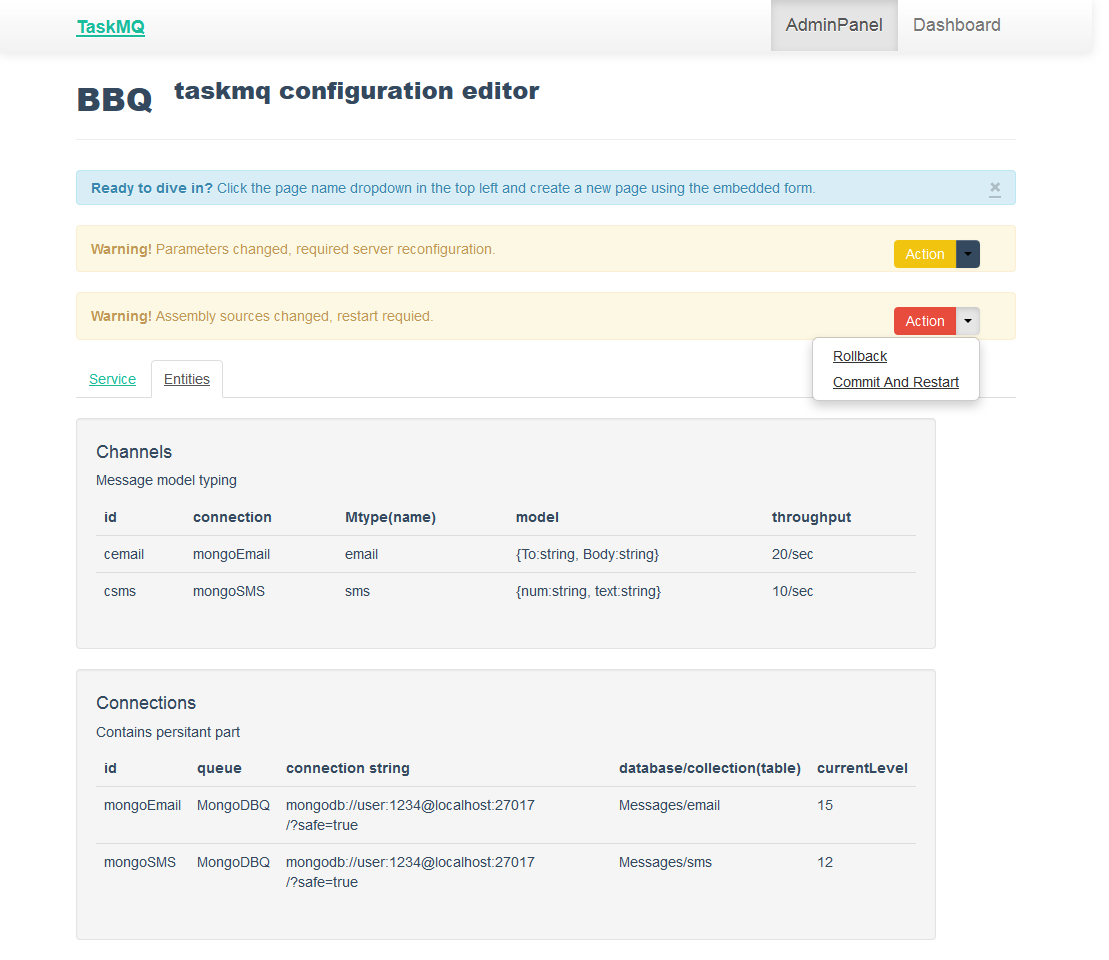 TaskMQ AdminPanel Dashboard
BBQ taskmq configuration editor
Ready to dive in? Click the page name dropdown in the top left and create a new page using the embedded form. ×
Warning! Parameters changed, required server reconfiguration. Action
Warning! Assembly sources changed, restart requied. Action
Rollback
Commit And Restart
Service Entities
Channels
Message model typing
id connection Mtype(name) model throughput
cemail mongoEmail email {To:string, Body:string} 20/sec
csms mongoSMS sms {num:string, text:string} 10/sec
Connections
Contains persitant part
id queue connection string database/collection(table) currentLevel
mongoEmail MongoDBQ mongodb://user:1234@localhost:27017 Messages/email 15
/?safe=true
mongoSMS MongoDBQ mongodb://user:1234@localhost:27017 Messages/sms 12
/?safe=true